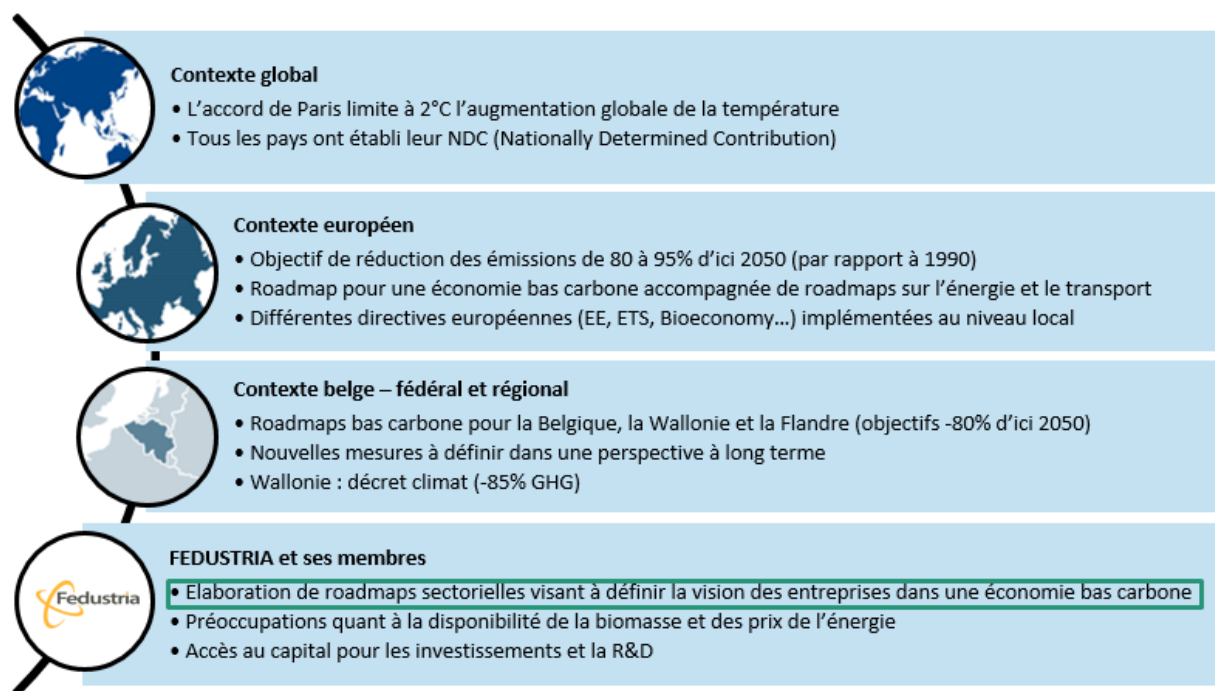 Contexte global
• L’accord de Paris limite à 2°C l’augmentation globale de la température
• Tous les pays ont établi leur NDC (Nationally Determined Contribution)
Contexte européen
• Objectif de réduction des émissions de 80 à 95% d’ici 2050 (par rapport à 1990)
• Roadmap pour une économie bas carbone accompagnée de roadmaps sur l’énergie et le transport
• Différentes directives européennes (EE, ETS, Bioeconomy…) implémentées au niveau local
Contexte belge – fédéral et régional
• Roadmaps bas carbone pour la Belgique, la Wallonie et la Flandre (objectifs -80% d’ici 2050)
• Nouvelles mesures à définir dans une perspective à long terme
• Wallonie : décret climat (-85% GHG)
Fedustria
FEDUSTRIA et ses membres
• Elaboration de roadmaps sectorielles visant à définir la vision des entreprises dans une économie bas carbone
• Préoccupations quant à la disponibilité de la biomasse et des prix de l’énergie
• Accès au capital pour les investissements et la R&D